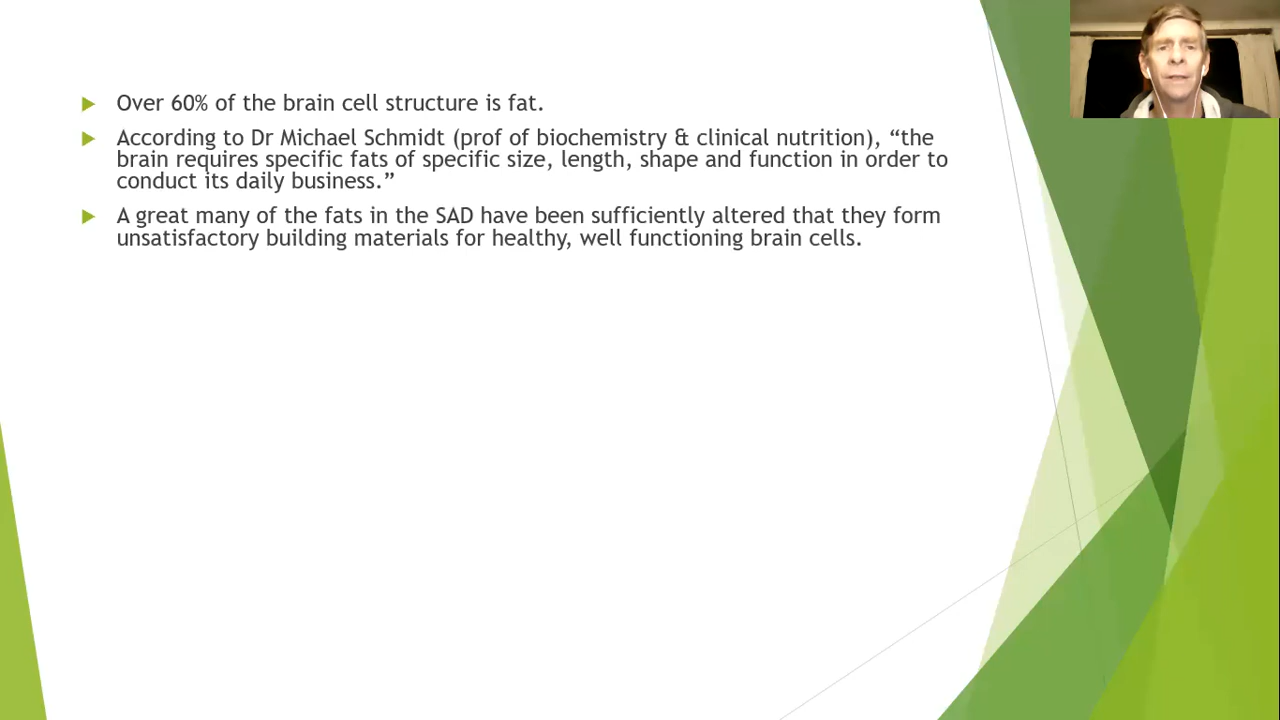 Over 60% of the brain cell structure is fat.
According to Dr Michael Schmidt (prof of biochemistry & clinical nutrition), “the
brain requires specific fats of specific size, length, shape and function in order to
conduct its daily business.”
A great many of the fats in the SAD have been sufficiently altered that they form
unsatisfactory building materials for healthy, well functioning brain cells.